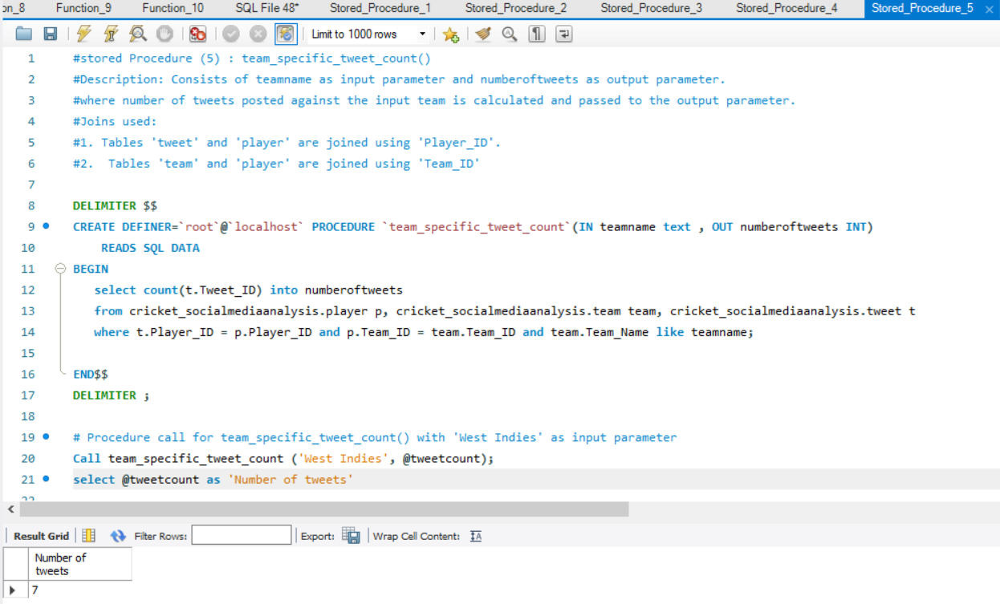 on_8 Function_9 Function_10 SQL File 48* Stored_Procedure_1 Stored_Procedure_2 Stored_Procedure_3 Stored_Procedure_4 Stored_Procedure_5
Limit to 1000 rows
1 #stored Procedure (5) : team_specific_tweet_count()
2 #Description: Consists of teamname as input parameter and numberoftweets as output parameter.
3 #where number of tweets posted against the input team is calculated and passed to the output parameter.
4 #Joins used:
5 #1. Tables 'tweet' and 'player' are joined using 'Player_ID'.
6 #2.  Tables 'team' and 'player' are joined using 'Team_ID'
7
8 DELIMITER $$
9 CREATE DEFINER=`root`@`localhost` PROCEDURE `team_specific_tweet_count`(IN teamname text , OUT numberoftweets INT)
10 READS SQL DATA
11 BEGIN
12 select count(t.Tweet_ID) into numberoftweets
13 from cricket_socialmediaanalysis.player p, cricket_socialmediaanalysis.team team, cricket_socialmediaanalysis.tweet t
14 where t.Player_ID = p.Player_ID and p.Team_ID = team.Team_ID and team.Team_Name like teamname;
15
16 END$$
17 DELIMITER ;
18
19 # Procedure call for team_specific_tweet_count() with 'West Indies' as input parameter
20 Call team_specific_tweet_count ('West Indies', @tweetcount);
21 select @tweetcount as 'Number of tweets'
22
Result Grid Filter Rows: Export: Wrap Cell Content:
Number of
tweets
7